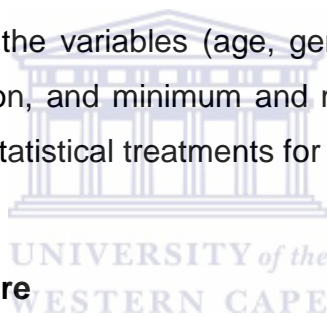 the variables (age, ge
on, and minimum and
tatistical treatments for
UNIVERSITY of the
re
WESTERN CAPE